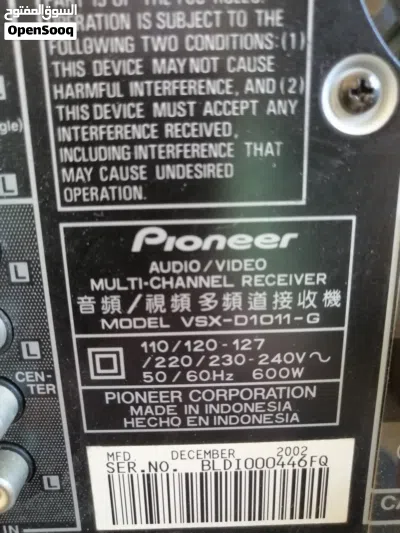 السوق المفتوح
OpenSooq
OPERATION IS SUBJECT TO THE
FOLLOWING TWO CONDITIONS: (1)
THIS DEVICE MAY NOT CAUSE
HARMFUL INTERFERENCE, AND (2)
THIS DEVICE MUST ACCEPT ANY
INTERFERENCE RECEIVED,
INCLUDING INTERFERENCE THAT
MAY CAUSE UNDESIRED
OPERATION.
L
Pioneer
AUDIO/VIDEO
MULTI-CHANNEL RECEIVER
音頻/視頻多頻道接收機
MODEL VSX-D1011-G
110/120-127
/220/230-240V~
50/60Hz 600W
PIONEER CORPORATION
MADE IN INDONESIA
HECHO EN INDONESIA
MFD DECEMBER 2002
SER.NO. BLDI000446FQ
L
L
CEN-
TER
L
IN